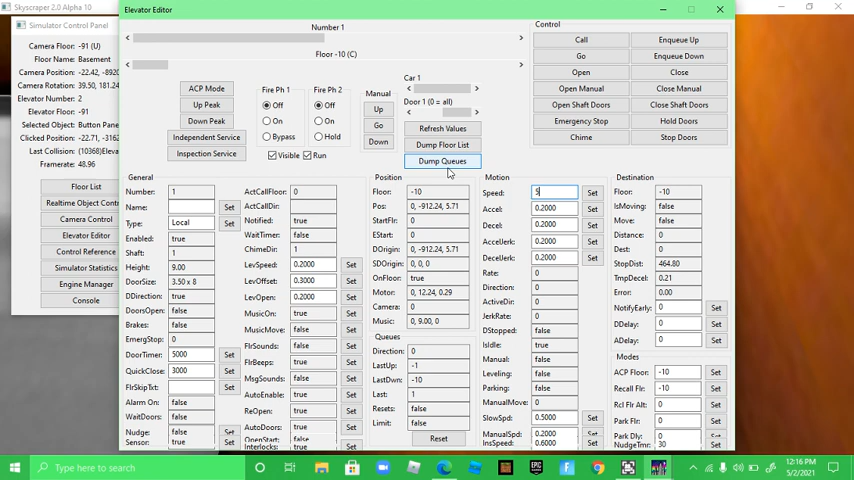 Skyscraper 2.0 Alpha 10
Simulator Control Panel
Camera Floor: -91 (U)
Floor Name: Basement
Camera Position: -22.42, -8920
Camera Rotation: 39.50, 181.24
Elevator Number: 2
Elevator Floor: -91
Selected Object: Button Pane
Clicked Position: -22.71, -3162
Last Collision: (10368)Elevator
Framerate: 48.96
Floor List
Realtime Object Contr
Camera Control
Elevator Editor
Control Reference
Simulator Statistics
Engine Manager
Console
Elevator Editor
Number 1
Floor -10 (C)
ACP Mode
Up Peak
Down Peak
Independent Service
Inspection Service
Fire Ph 1
Off
On
Bypass
Fire Ph 2
Off
On
Hold
Visible
Run
Manual
Up
Go
Down
Car 1
Door 1 (0 = all)
Refresh Values
Dump Floor List
Dump Queues
Control
Call
Enqueue Up
Go
Enqueue Down
Open
Close
Open Manual
Close Manual
Open Shaft Doors
Close Shaft Doors
Emergency Stop
Hold Doors
Chime
Stop Doors
General
Number: 1
Name: Set
Type: Local Set
Enabled: true
Shaft: 1
Height: 9.00
DoorSize: 3.50 x 8
DDirection: true
DoorsOpen: false
Brakes: false
EmergStop: 0
DoorTimer: 5000 Set
QuickClose: 3000 Set
FlrSkipTxt: Set
Alarm On: false
WaitDoors: false
Nudge: false Set
Sensor: true Set
ActCallFloor: 0
ActCallDir:
Notified: true
WaitTimer: false
ChimeDir: 1
LevSpeed: 0.2000 Set
LevOffset: 0.3000 Set
LevOpen: 0.2000 Set
MusicOn: true Set
MusicMove: false Set
FlrSounds: false Set
FlrBeeps: true Set
MsgSounds: false Set
AutoEnable: true Set
ReOpen: true Set
AutoDoors: true Set
OpenStart: false Set
Interlocks: true Set
Position
Floor: -10
Pos: 0, -912.24, 5.71
StartFlr: 0
EStart: 0
DOrigin: 0, -912.24, 5.71
SDOrigin: 0, 0, 0
OnFloor: true
Motor: 0, 12.24, 0.29
Camera: 0
Music: 0, 9.00, 0
Queues
Direction: 0
LastUp: -1
LastDwn: -10
Last: 1
Resets: false
Limit: false
Reset
Motion
Speed: 5 Set
Accel: 0.2000 Set
Decel: 0.2000 Set
AccelJerk: 0.2000 Set
DecelJerk: 0.2000 Set
Rate: 0
Direction: 0
ActiveDir: 0
JerkRate: 0
DStopped: false
IsIdle: true
Manual: false
Leveling: false
Parking: false
ManualMove: 0
SlowSpd: 0.5000 Set
ManualSpd: 0.2000 Set
InsSpeed: 0.6000 Set
Destination
Floor: -10
IsMoving: false
Move: false
Distance: 0
Dest: 0
StopDist: 464.80
TmpDecel: 0.21
Error: 0.00
NotifyEarly: 0 Set
DDelay: 0 Set
ADelay: 0 Set
Modes
ACP Floor: -10 Set
Recall Flr: -10 Set
Rcl Flr Alt: 0 Set
Park Flr: 0 Set
Park Dly: 0 Set
NudgeTmr: 30 Set
Type here to search
EPIC
GAMES
12:16 PM
5/2/2021